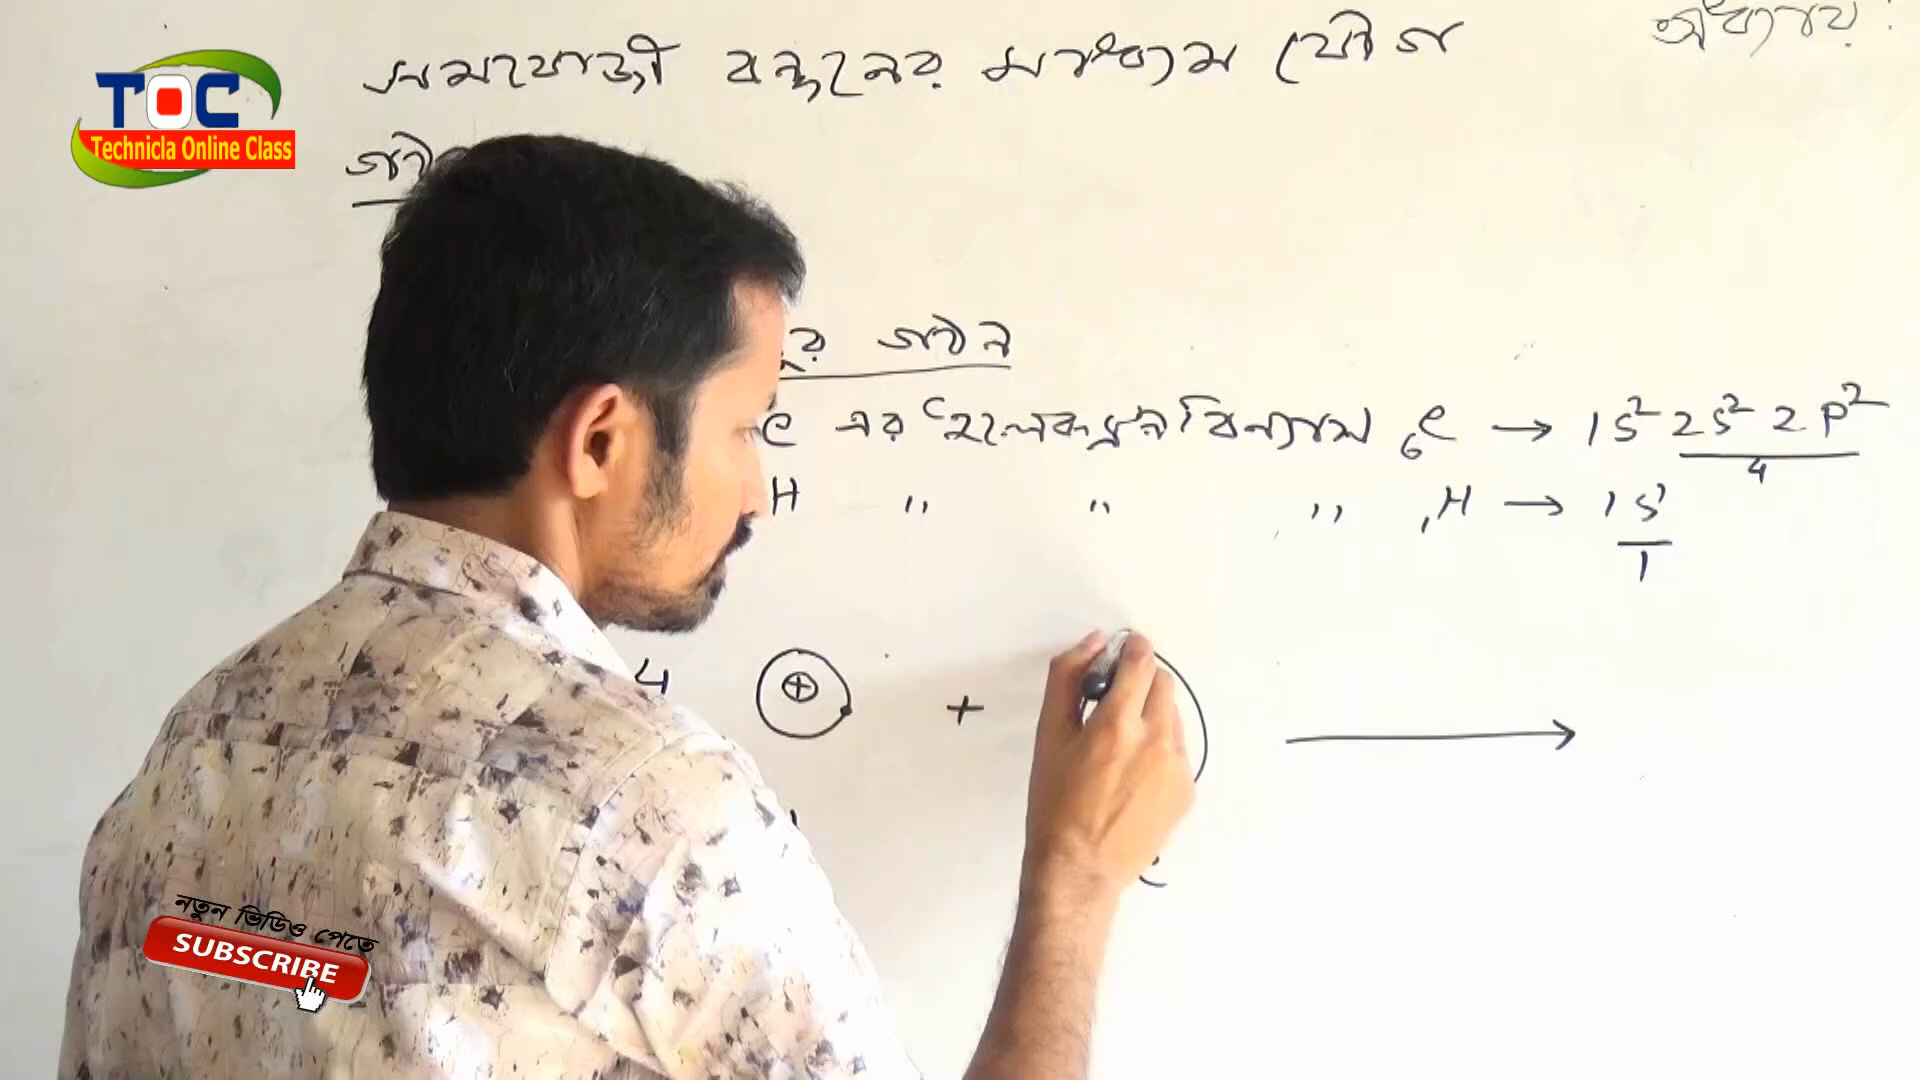 সমযোজী বন্ধনের মাধ্যমে যৌগ
অধ্যায় :
TOC
Technicla Online Class
গঠন
C এর ইলেকট্রন বিন্যাস ₆C → 1s² 2s² 2p²
4
H ,, ,, ,, ₁H → 1s¹
1
4 + →
নতুন ভিডিও পেতে
SUBSCRIBE